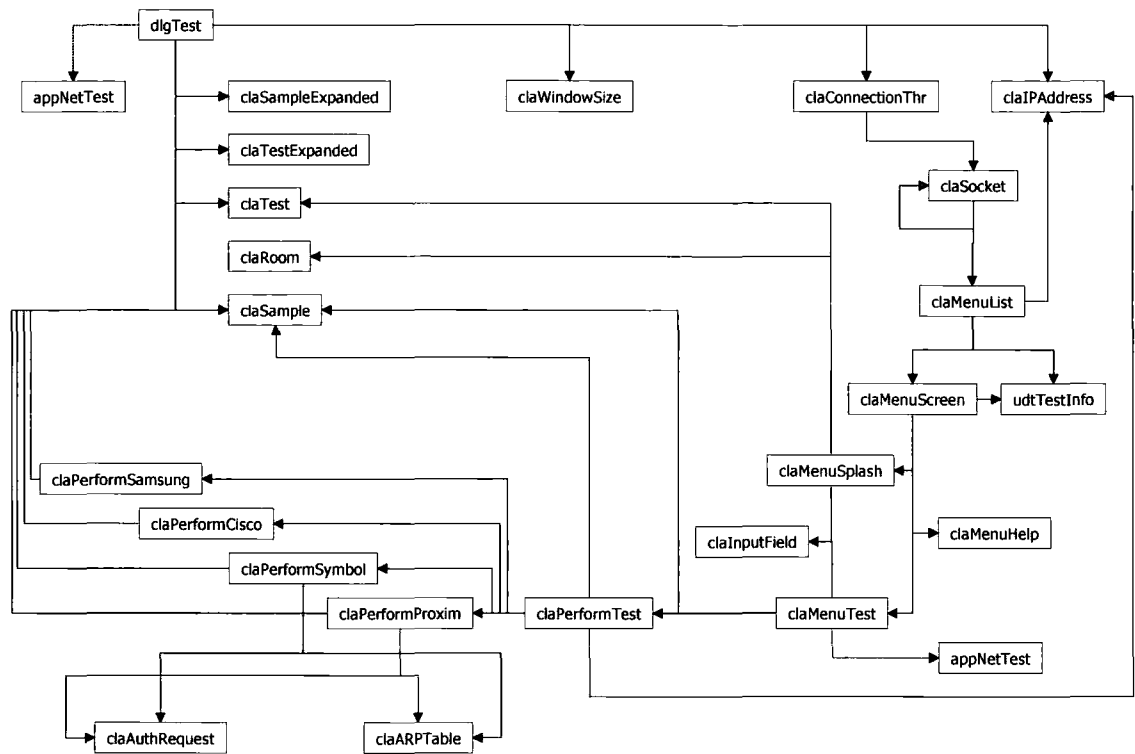 dlgTest
appNetTest
claSampleExpanded
claWindowSize
claConnectionThr
claIPAddress
claTestExpanded
claSocket
claTest
claRoom
claMenuList
claSample
claMenuScreen
udtTestInfo
claMenuSplash
claPerformSamsung
claPerformCisco
claMenuHelp
claInputField
claPerformSymbol
claPerformProxim
claPerformTest
claMenuTest
appNetTest
claAuthRequest
claARPTable